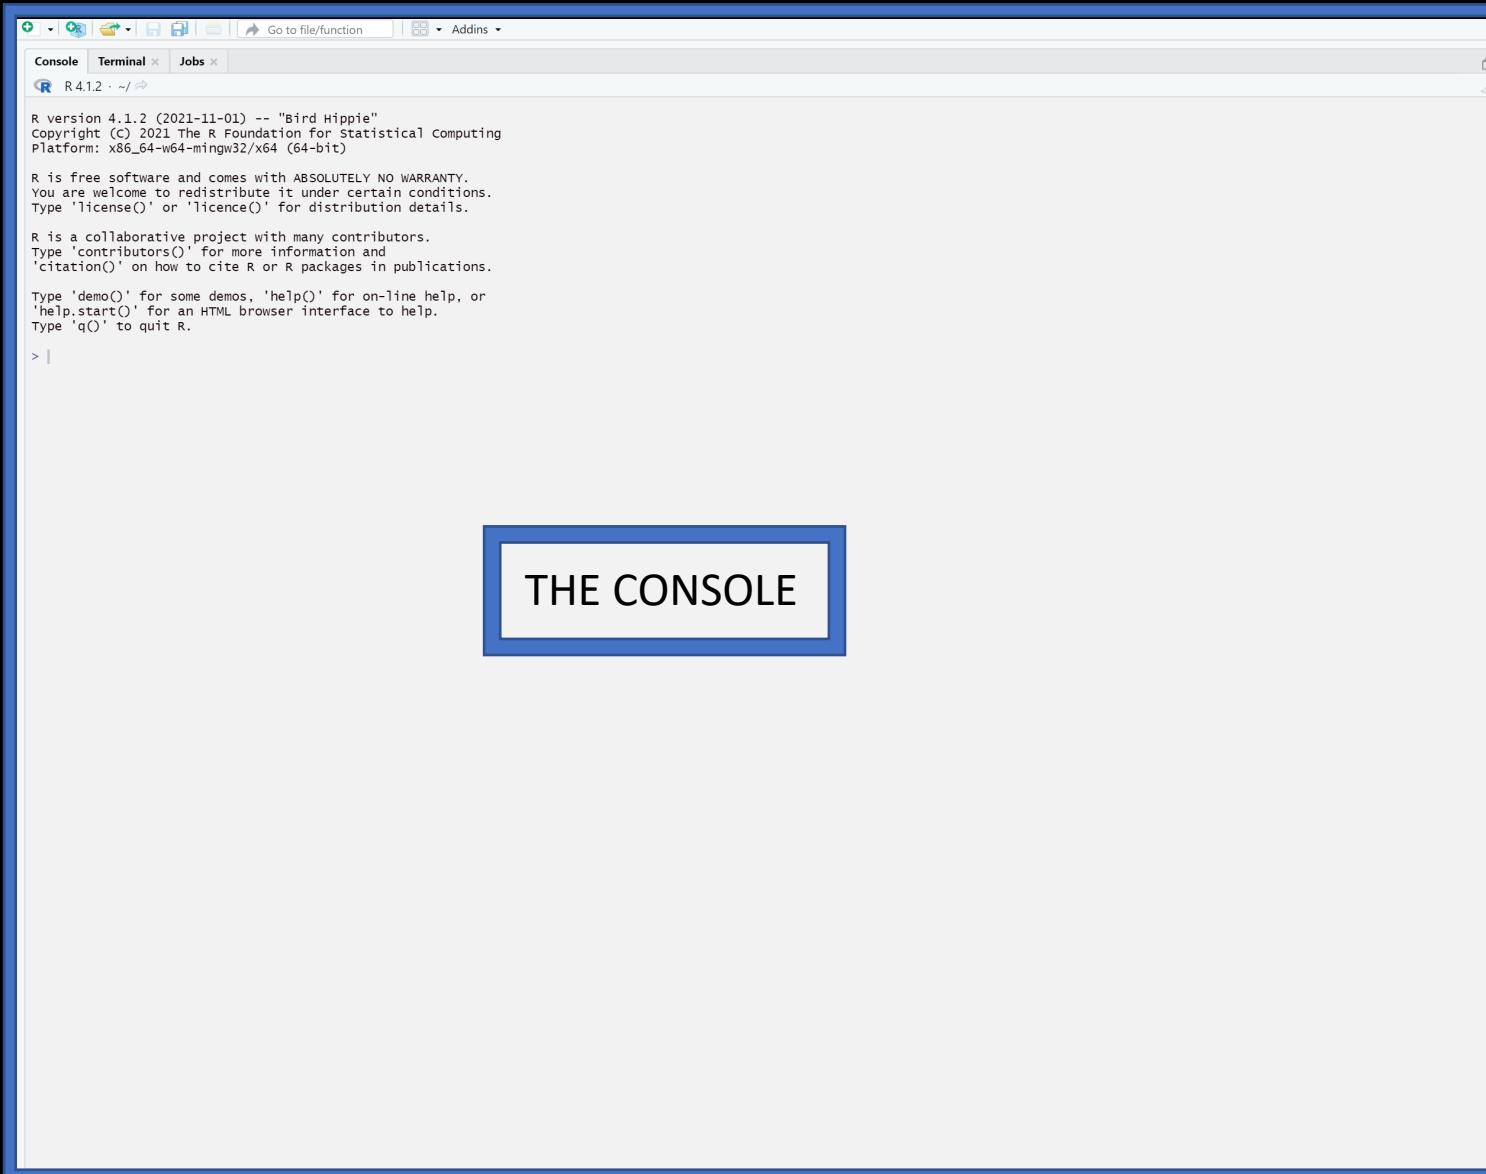 Go to file/function
Addins
Console Terminal Jobs
R R 4.1.2 · ~/
R version 4.1.2 (2021-11-01) -- "Bird Hippie"
Copyright (C) 2021 The R Foundation for Statistical Computing
Platform: x86_64-w64-mingw32/x64 (64-bit)
R is free software and comes with ABSOLUTELY NO WARRANTY.
You are welcome to redistribute it under certain conditions.
Type 'license()' or 'licence()' for distribution details.
R is a collaborative project with many contributors.
Type 'contributors()' for more information and
'citation()' on how to cite R or R packages in publications.
Type 'demo()' for some demos, 'help()' for on-line help, or
'help.start()' for an HTML browser interface to help.
Type 'q()' to quit R.
>
THE CONSOLE